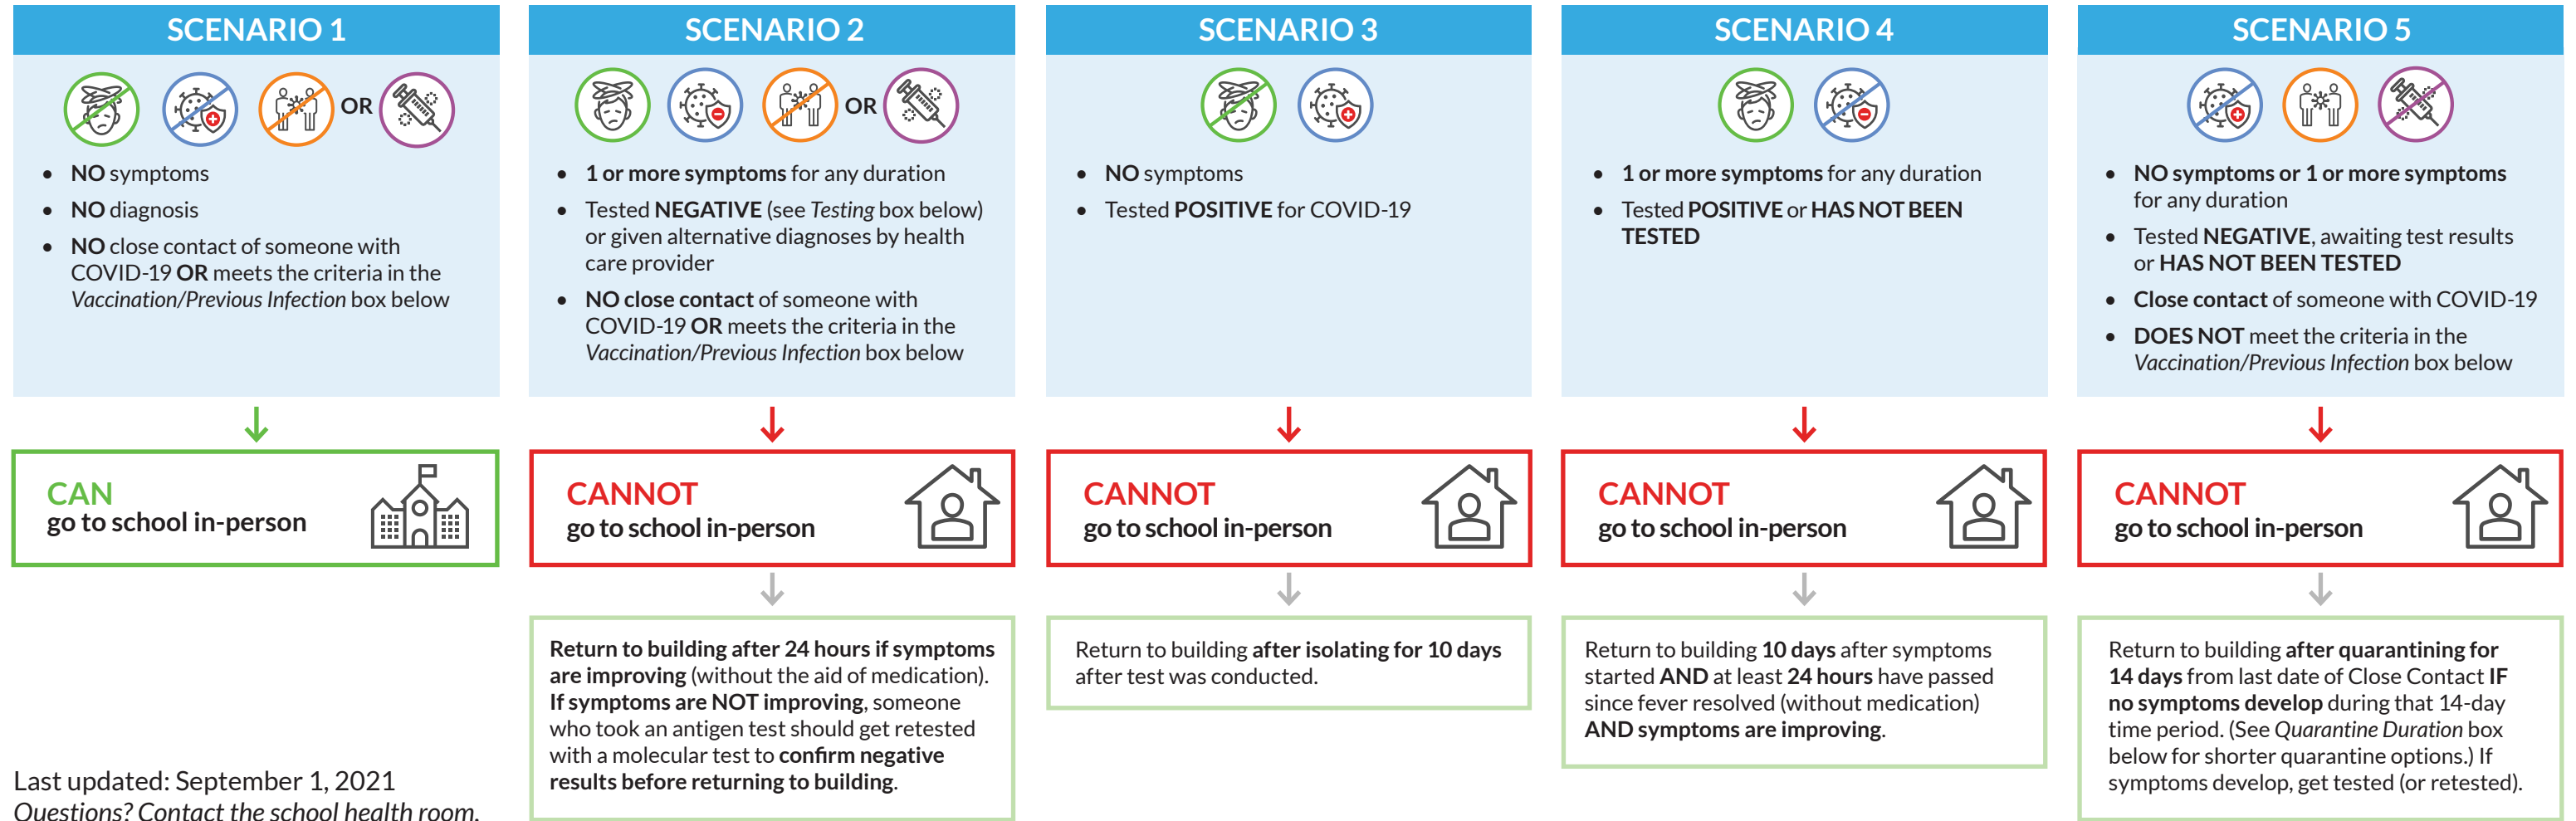 SCENARIO 1
OR
• NO symptoms
• NO diagnosis
• NO close contact of someone with
COVID-19 OR meets the criteria in the
Vaccination/Previous Infection box below
CAN
go to school in-person
SCENARIO 2
OR
• 1 or more symptoms for any duration
• Tested NEGATIVE (see Testing box below)
or given alternative diagnoses by health
care provider
• NO close contact of someone with
COVID-19 OR meets the criteria in the
Vaccination/Previous Infection box below
CANNOT
go to school in-person
Return to building after 24 hours if symptoms
are improving (without the aid of medication).
If symptoms are NOT improving, someone
who took an antigen test should get retested
with a molecular test to confirm negative
results before returning to building.
SCENARIO 3
• NO symptoms
• Tested POSITIVE for COVID-19
CANNOT
go to school in-person
Return to building after isolating for 10 days
after test was conducted.
SCENARIO 4
• 1 or more symptoms for any duration
• Tested POSITIVE or HAS NOT BEEN
TESTED
CANNOT
go to school in-person
Return to building 10 days after symptoms
started AND at least 24 hours have passed
since fever resolved (without medication)
AND symptoms are improving.
SCENARIO 5
• NO symptoms or 1 or more symptoms
for any duration
• Tested NEGATIVE, awaiting test results
or HAS NOT BEEN TESTED
• Close contact of someone with COVID-19
• DOES NOT meet the criteria in the
Vaccination/Previous Infection box below
CANNOT
go to school in-person
Return to building after quarantining for
14 days from last date of Close Contact IF
no symptoms develop during that 14-day
time period. (See Quarantine Duration box
below for shorter quarantine options.) If
symptoms develop, get tested (or retested).
Last updated: September 1, 2021
Questions? Contact the school health room.